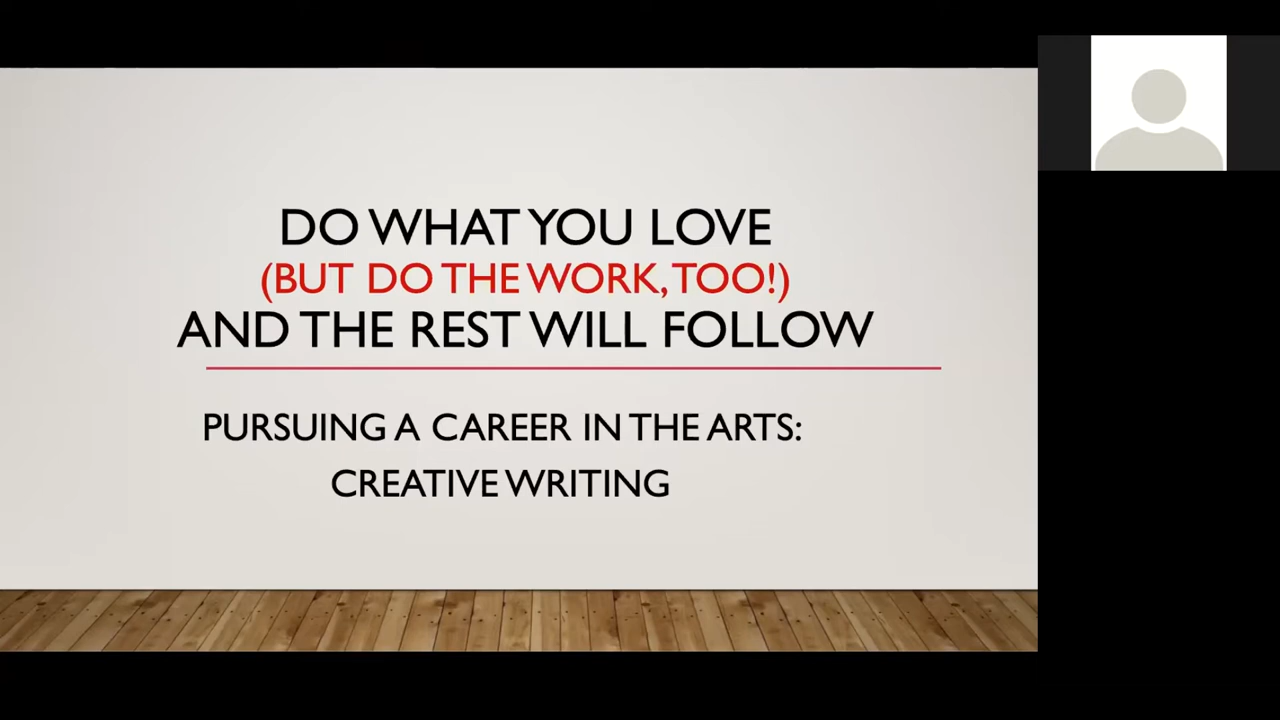 DO WHAT YOU LOVE
(BUT DO THE WORK, TOO!)
AND THE REST WILL FOLLOW
PURSUING A CAREER IN THE ARTS:
CREATIVE WRITING